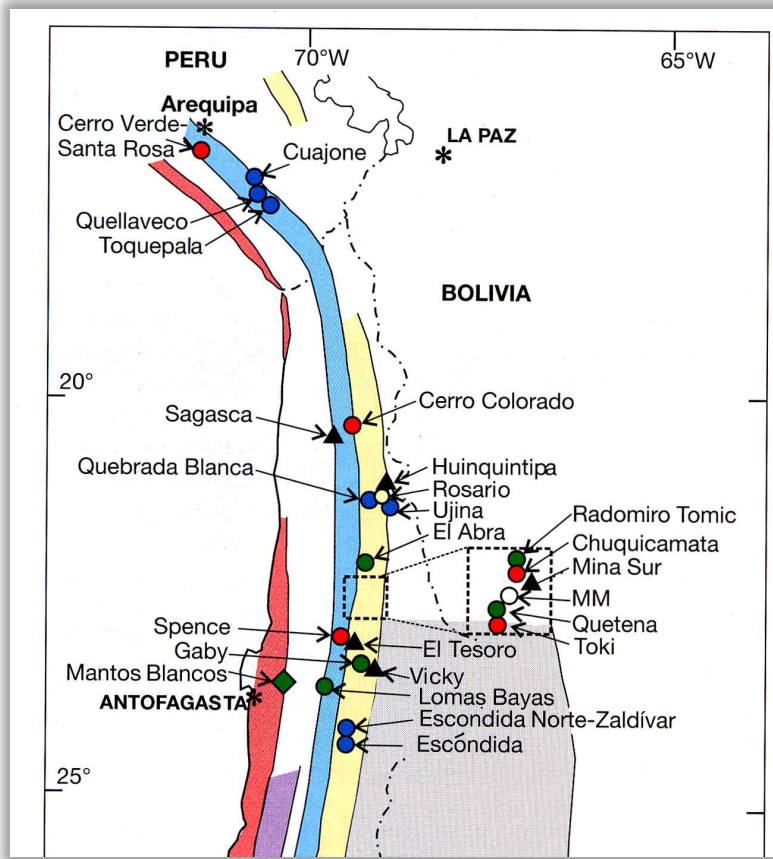 70°W
65°W
PERU
Arequipa
Cerro Verde-
Santa Rosa
Cuajone
LA PAZ
Quellaveco
Toquepala
BOLIVIA
20°
Sagasca
Cerro Colorado
Quebrada Blanca
Huinquintipa
Rosario
Ujina
El Abra
Radomiro Tomic
Chuquicamata
Mina Sur
MM
Quetena
Toki
Spence
Gaby
El Tesoro
Mantos Blancos
Vicky
ANTOFAGASTA
Lomas Bayas
Escondida Norte-Zaldívar
Escondida
25°